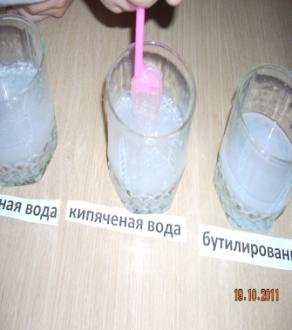 ная вода
кипяченая вода
бутилирован
19.10.2011